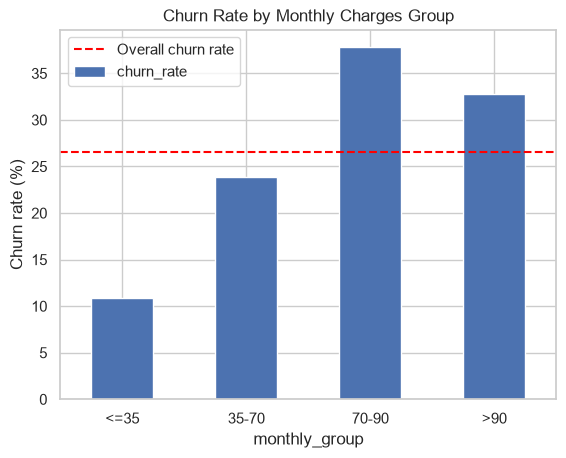 Churn Rate by Monthly Charges Group
Overall churn rate
churn_rate
Churn rate (%)
35
30
25
20
15
10
5
0
<=35
35-70
70-90
>90
monthly_group